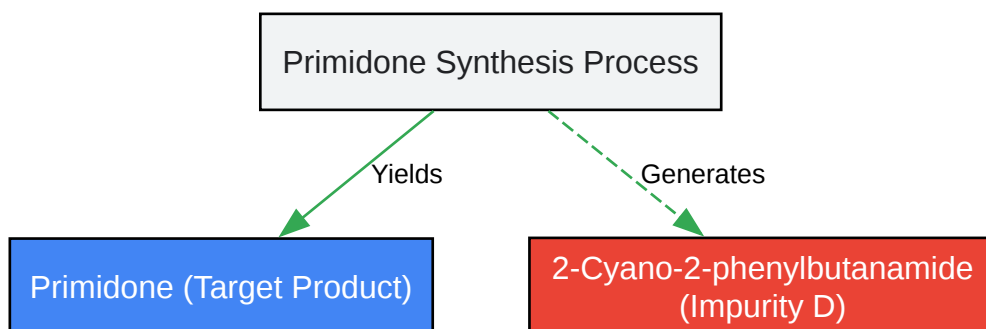 Primidone Synthesis Process
Yields
Generates
Primidone (Target Product)
2-Cyano-2-phenylbutanamide
(Impurity D)